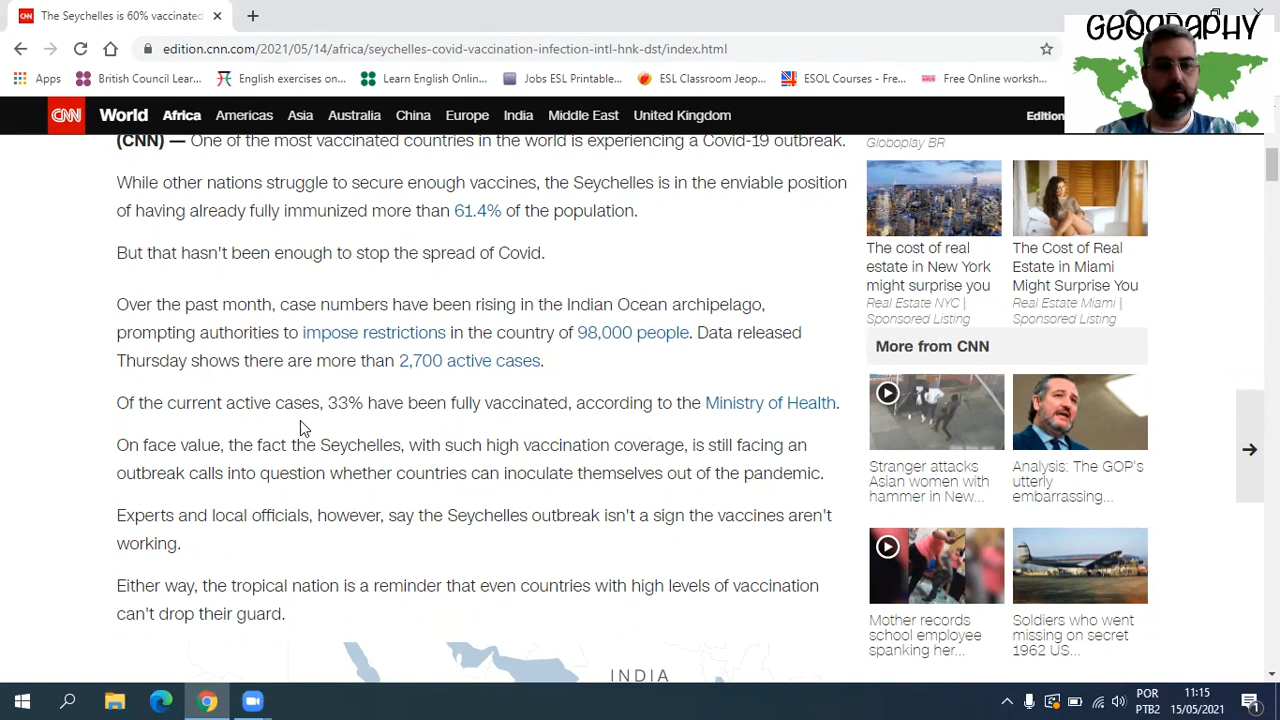 The Seychelles is 60% vaccinated
edition.cnn.com/2021/05/14/africa/seychelles-covid-vaccination-infection-intl-hnk-dst/index.html
Apps British Council Lear... English exercises on... Learn English Onlin... Jobs ESL Printable... ESL Classroom Jeop... ESOL Courses - Fre... Free Online worksh...
GEOGRAPHY
CNN World Africa Americas Asia Australia China Europe India Middle East United Kingdom Edition
(CNN) — One of the most vaccinated countries in the world is experiencing a Covid-19 outbreak.
While other nations struggle to secure enough vaccines, the Seychelles is in the enviable position
of having already fully immunized more than 61.4% of the population.
But that hasn't been enough to stop the spread of Covid.
Over the past month, case numbers have been rising in the Indian Ocean archipelago,
prompting authorities to impose restrictions in the country of 98,000 people. Data released
Thursday shows there are more than 2,700 active cases.
Of the current active cases, 33% have been fully vaccinated, according to the Ministry of Health.
On face value, the fact the Seychelles, with such high vaccination coverage, is still facing an
outbreak calls into question whether countries can inoculate themselves out of the pandemic.
Experts and local officials, however, say the Seychelles outbreak isn't a sign the vaccines aren't
working.
Either way, the tropical nation is a reminder that even countries with high levels of vaccination
can't drop their guard.
INDIA
Globoplay BR
The cost of real
estate in New York
might surprise you
Real Estate NYC |
Sponsored Listing
The Cost of Real
Estate in Miami
Might Surprise You
Real Estate Miami |
Sponsored Listing
More from CNN
Stranger attacks
Asian women with
hammer in New...
Analysis: The GOP's
utterly
embarrassing...
Mother records
school employee
spanking her...
Soldiers who went
missing on secret
1962 US...
POR
PTB2
11:15
15/05/2021
1